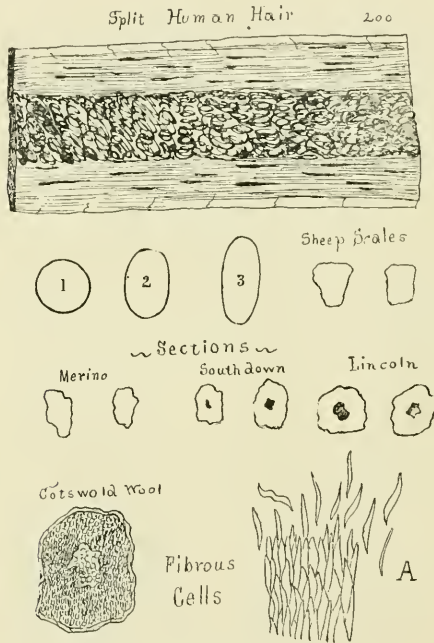 Split Human Hair 200
Sheep Scales
1 2 3
~ Sections ~
Merino Southdown Lincoln
Cotswold Wool
Fibrous
Cells
A